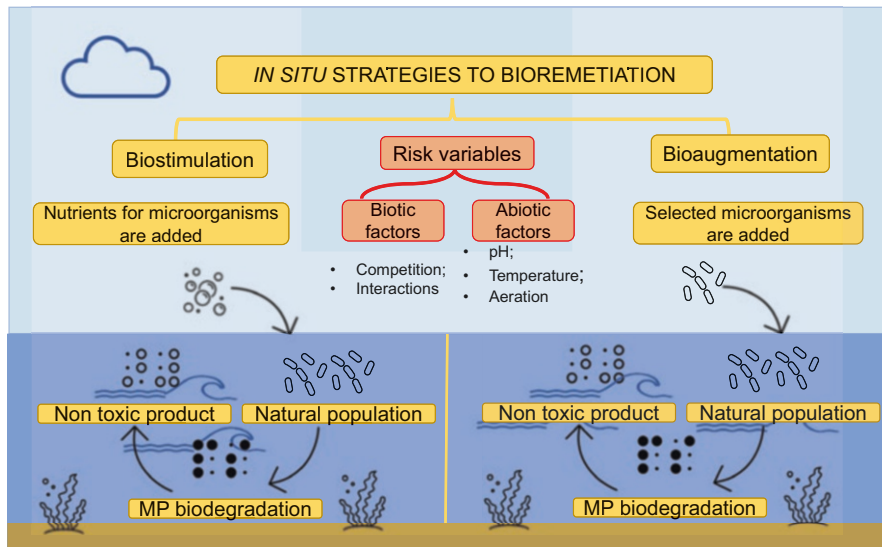 IN SITU STRATEGIES TO BIOREMETIATION
Biostimulation
Risk variables
Bioaugmentation
Nutrients for microorganisms
are added
Biotic
factors
Abiotic
factors
Selected microorganisms
are added
• Competition;
• Interactions
• pH;
• Temperature;
• Aeration
Non toxic product
Natural population
MP biodegradation
Non toxic product
Natural population
MP biodegradation